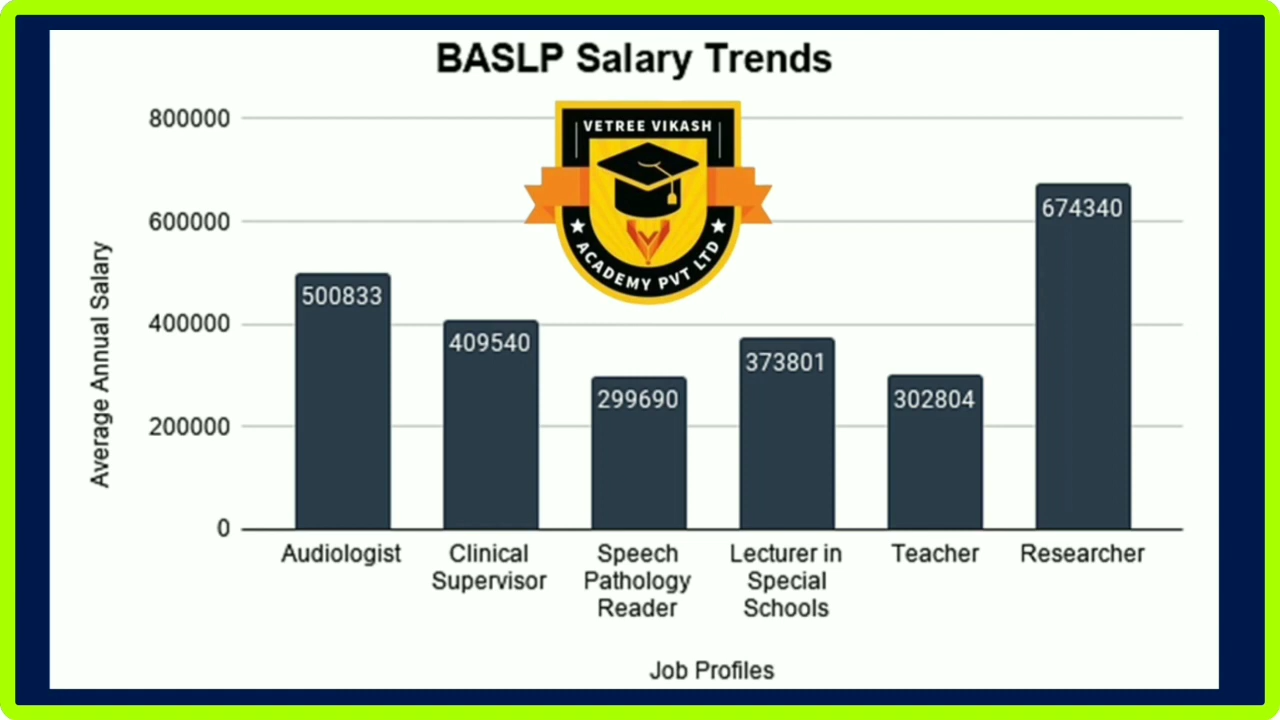 BASLP Salary Trends
VETREE VIKASH
ACADEMY PVT LTD
Average Annual Salary
800000
600000
400000
200000
0
500833
409540
299690
373801
302804
674340
Audiologist
Clinical
Supervisor
Speech
Pathology
Reader
Lecturer in
Special
Schools
Teacher
Researcher
Job Profiles